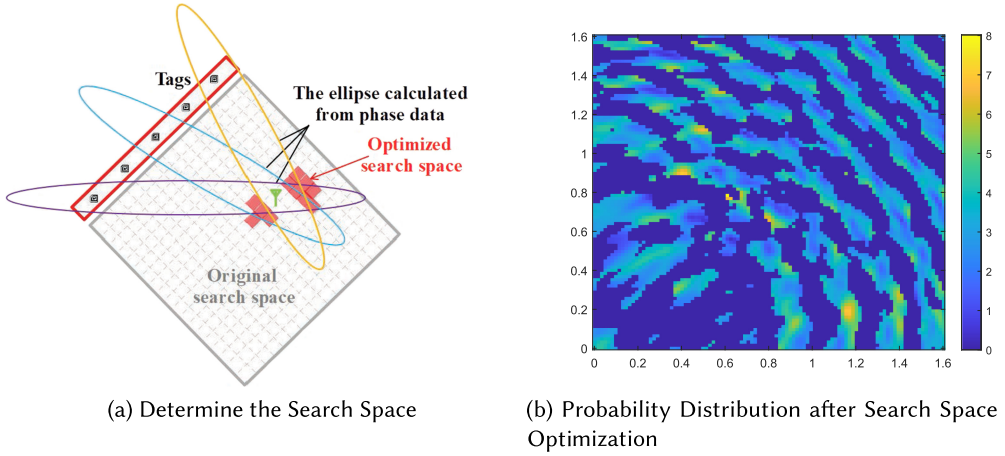 Tags
The ellipse calculated
from phase data
Optimized
search space
Original
search space
(a) Determine the Search Space
1.6
1.4
1.2
1
0.8
0.6
0.4
0.2
0
0 0.2 0.4 0.6 0.8 1 1.2 1.4 1.6
8
7
6
5
4
3
2
1
0
(b) Probability Distribution after Search Space
Optimization